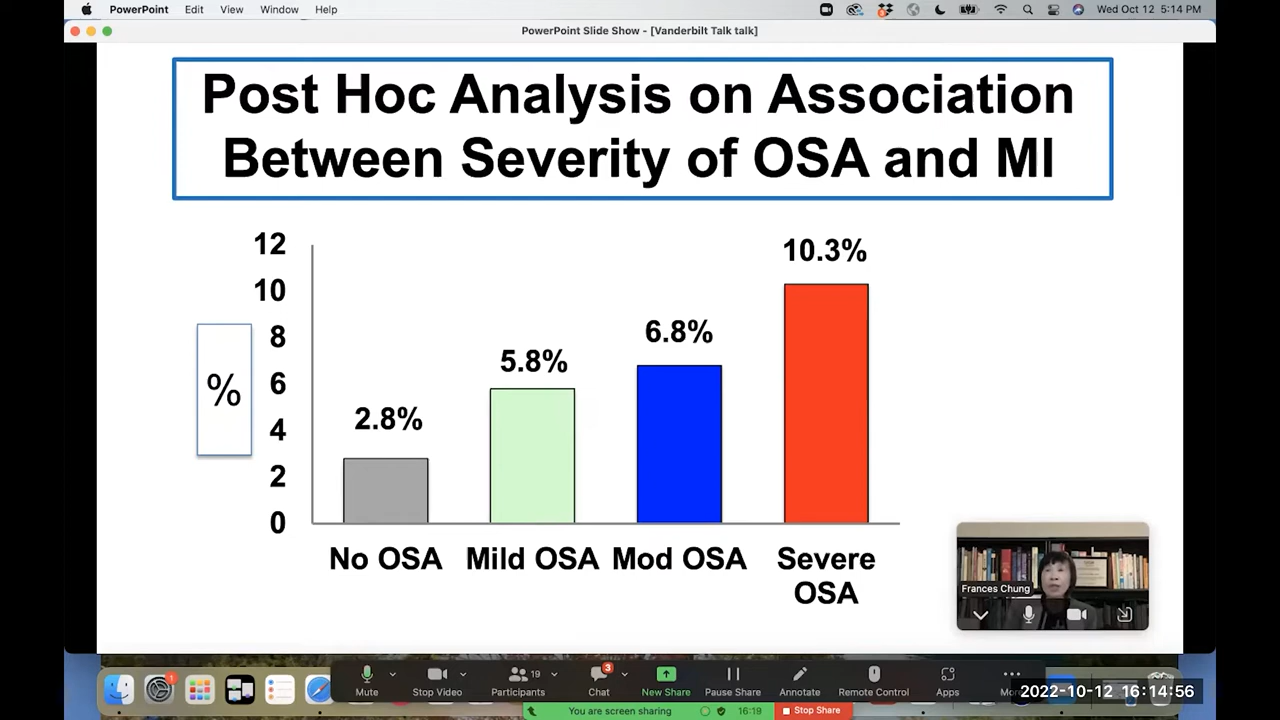 PowerPoint Edit View Window Help
Wed Oct 12 5:14 PM
PowerPoint Slide Show - [Vanderbilt Talk talk]
Post Hoc Analysis on Association
Between Severity of OSA and MI
12
10
8
6
4
2
0
%
2.8%
5.8%
6.8%
10.3%
No OSA
Mild OSA
Mod OSA
Severe
OSA
Frances Chung
1
3
19
Mute
Stop Video
Participants
Chat
New Share
Pause Share
Annotate
Remote Control
Apps
2022-10-12 16:14:56
You are screen sharing
16:19
Stop Share